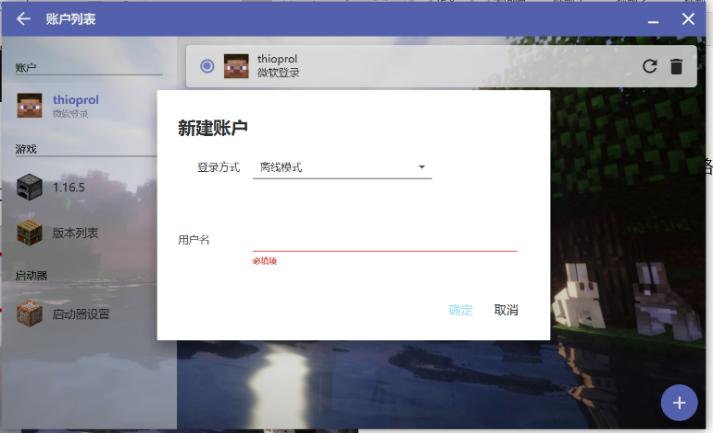 账户列表
账户
thioprol
微软登录
游戏
1.16.5
版本列表
启动器
启动器设置
thioprol
微软登录
新建账户
登录方式
离线模式
用户名
必填项
确定
取消